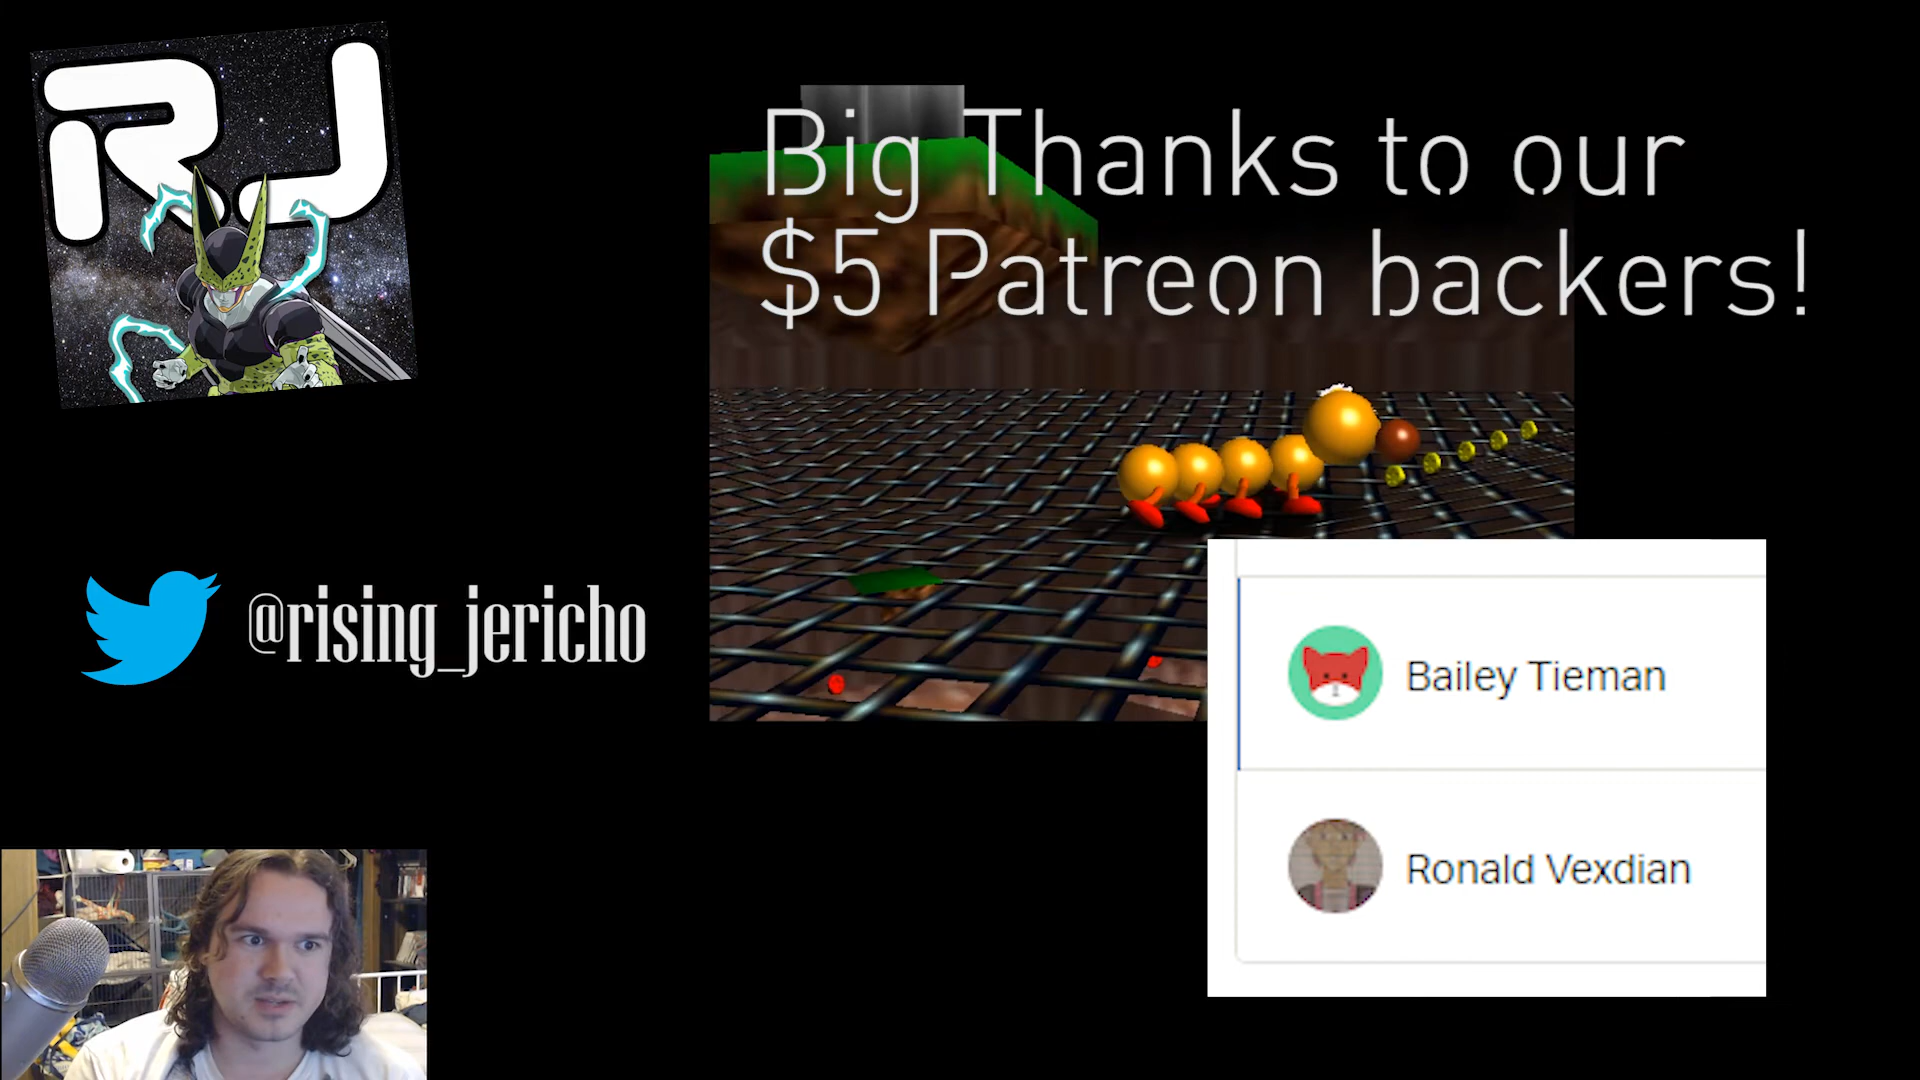 RJ
Big Thanks to our
$5 Patreon backers!
@rising_jericho
Bailey Tieman
Ronald Vexdian